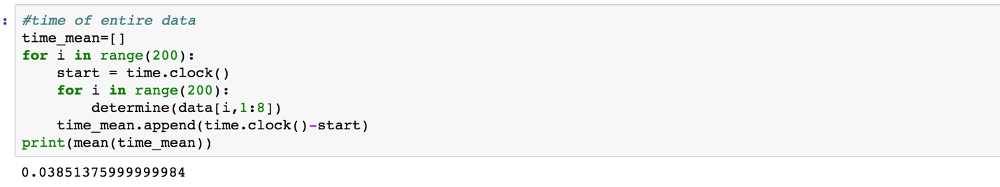 :
#time of entire data
time_mean=[]
for i in range(200):
    start = time.clock()
    for i in range(200):
        determine(data[i,1:8])
    time_mean.append(time.clock()-start)
print(mean(time_mean))
0.03851375999999984